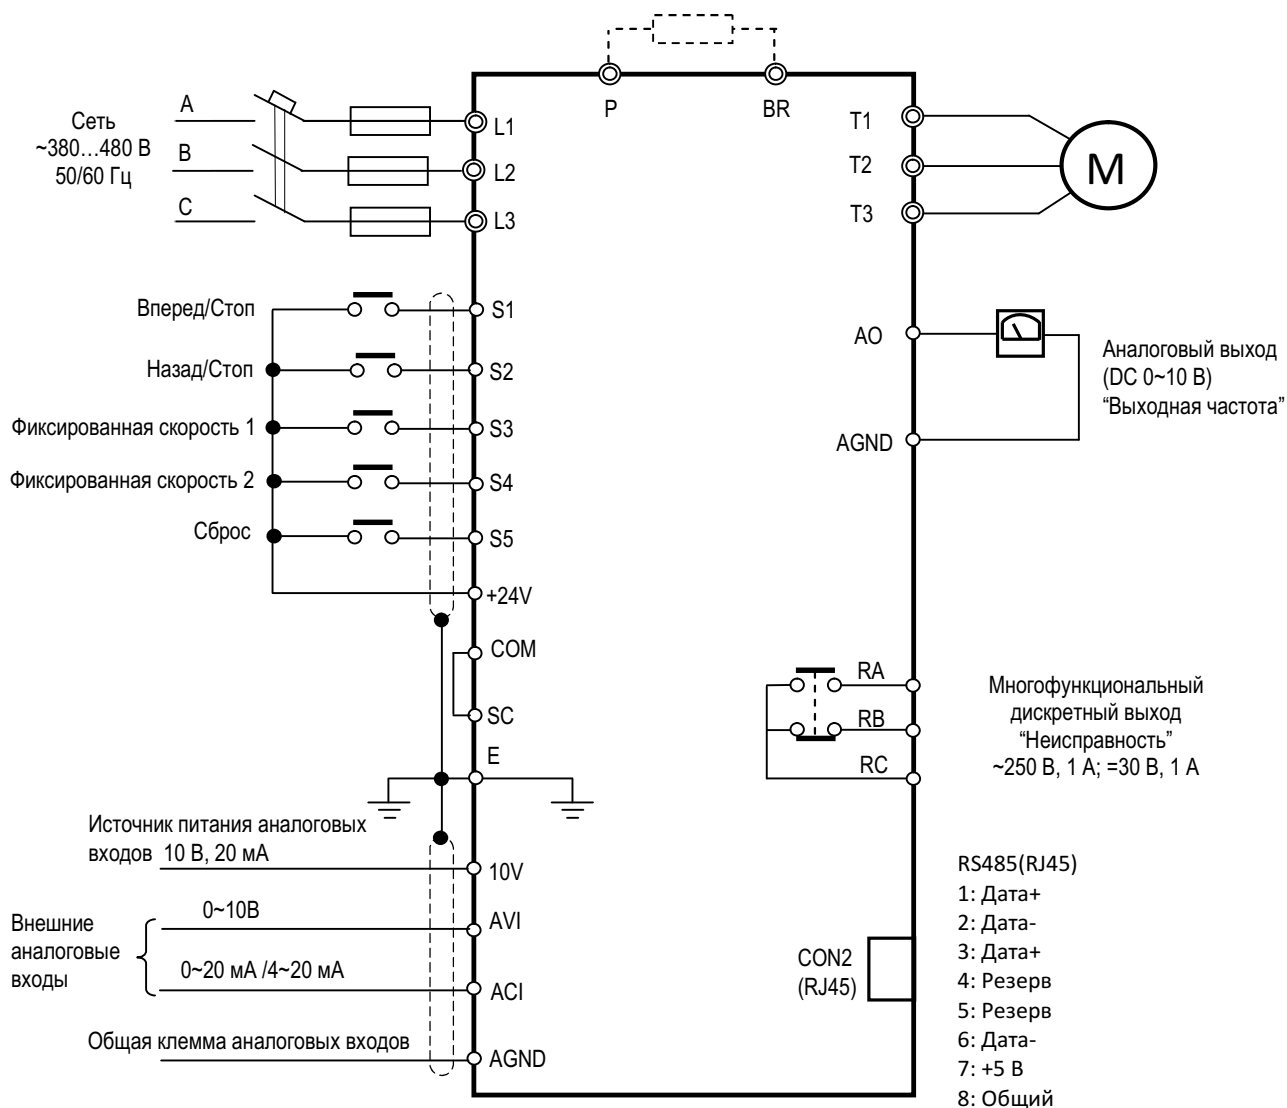 P
BR
Сеть
~380...480 В
50/60 Гц
A
B
C
L1
L2
L3
T1
T2
T3
M
Вперед/Стоп
S1
Назад/Стоп
S2
Фиксированная скорость 1
S3
Фиксированная скорость 2
S4
Сброс
S5
+24V
COM
SC
E
AO
AGND
Аналоговый выход
(DC 0~10 В)
“Выходная частота”
RA
RB
RC
Многофункциональный
дискретный выход
“Неисправность”
~250 В, 1 А; =30 В, 1 А
Источник питания аналоговых
входов 10 В, 20 мА
10V
Внешние
аналоговые
входы
0~10В
AVI
0~20 мА /4~20 мА
ACI
Общая клемма аналоговых входов
AGND
CON2
(RJ45)
RS485(RJ45)
1: Дата+
2: Дата-
3: Дата+
4: Резерв
5: Резерв
6: Дата-
7: +5 В
8: Общий